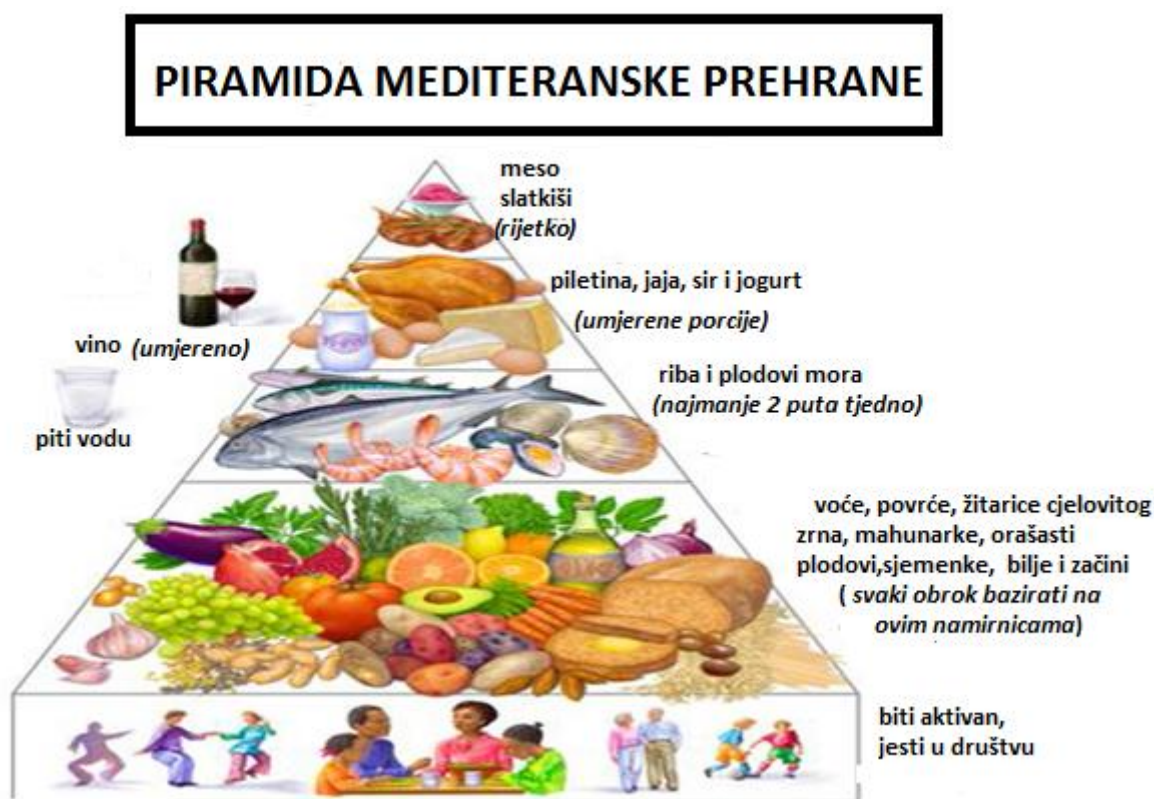 PIRAMIDA MEDITERANSKE PREHRANE
meso
slatkiši
(rijetko)
piletina, jaja, sir i jogurt
(umjerene porcije)
vino (umjereno)
riba i plodovi mora
(najmanje 2 puta tjedno)
piti vodu
voće, povrće, žitarice cjelovitog
zrna, mahunarke, orašasti
plodovi,sjemenke, bilje i začini
( svaki obrok bazirati na
ovim namirnicama)
biti aktivan,
jesti u društvu